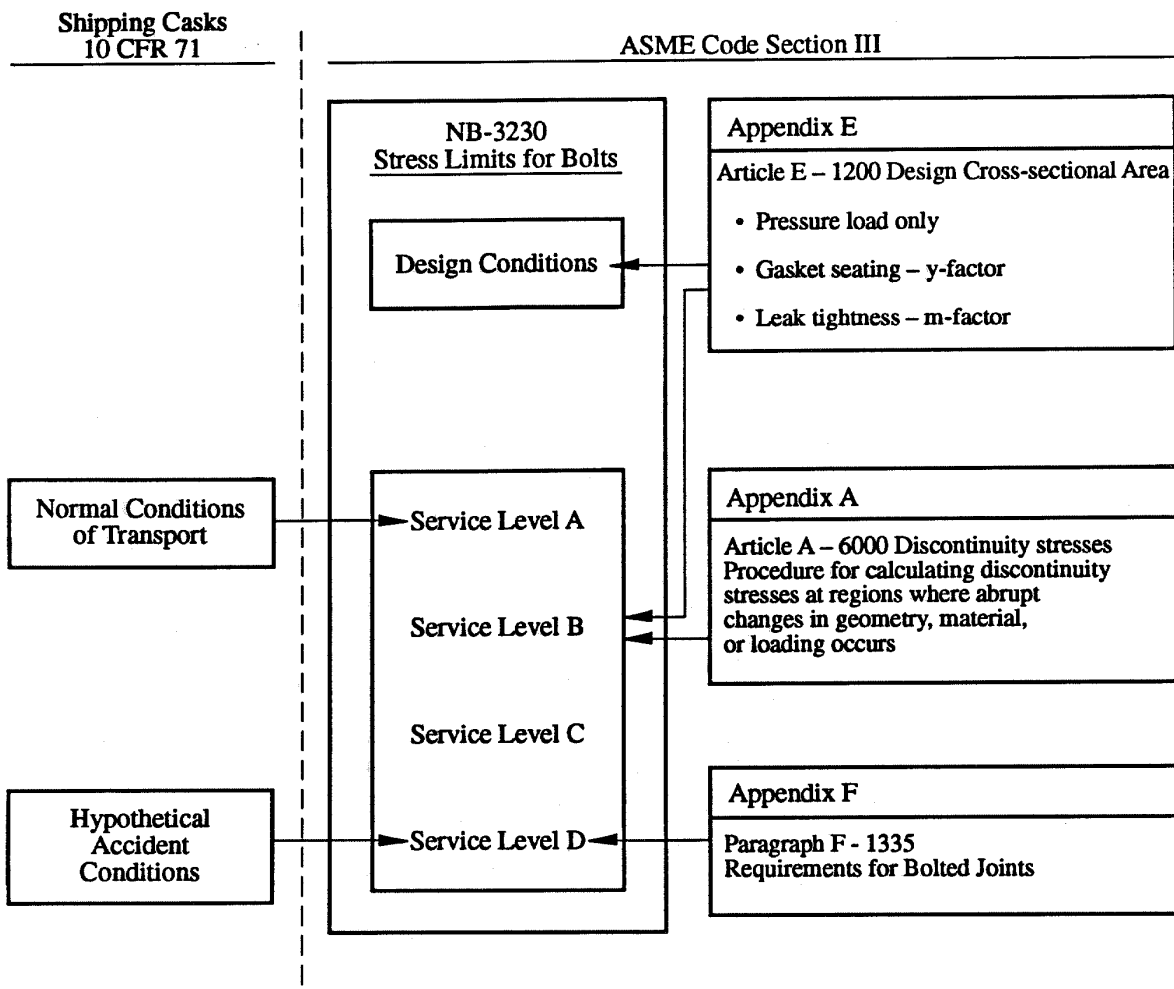 Shipping Casks
10 CFR 71
ASME Code Section III
NB-3230
Stress Limits for Bolts
Design Conditions
Appendix E
Article E – 1200 Design Cross-sectional Area
• Pressure load only
• Gasket seating – y-factor
• Leak tightness – m-factor
Normal Conditions
of Transport
Service Level A
Service Level B
Service Level C
Service Level D
Appendix A
Article A – 6000 Discontinuity stresses
Procedure for calculating discontinuity
stresses at regions where abrupt
changes in geometry, material,
or loading occurs
Hypothetical
Accident
Conditions
Appendix F
Paragraph F - 1335
Requirements for Bolted Joints